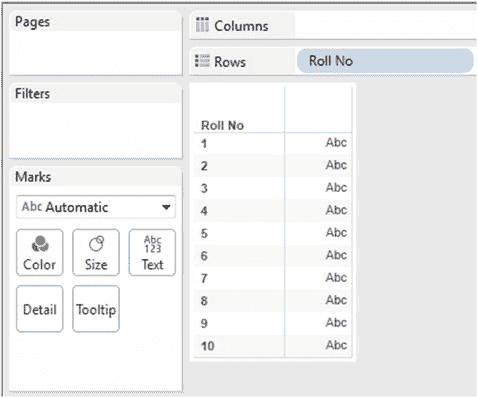 Pages
Columns
Rows
Roll No
Filters
Marks
Abc Automatic
Color
Size
Abc
123
Text
Detail
Tooltip
Roll No
1 Abc
2 Abc
3 Abc
4 Abc
5 Abc
6 Abc
7 Abc
8 Abc
9 Abc
10 Abc